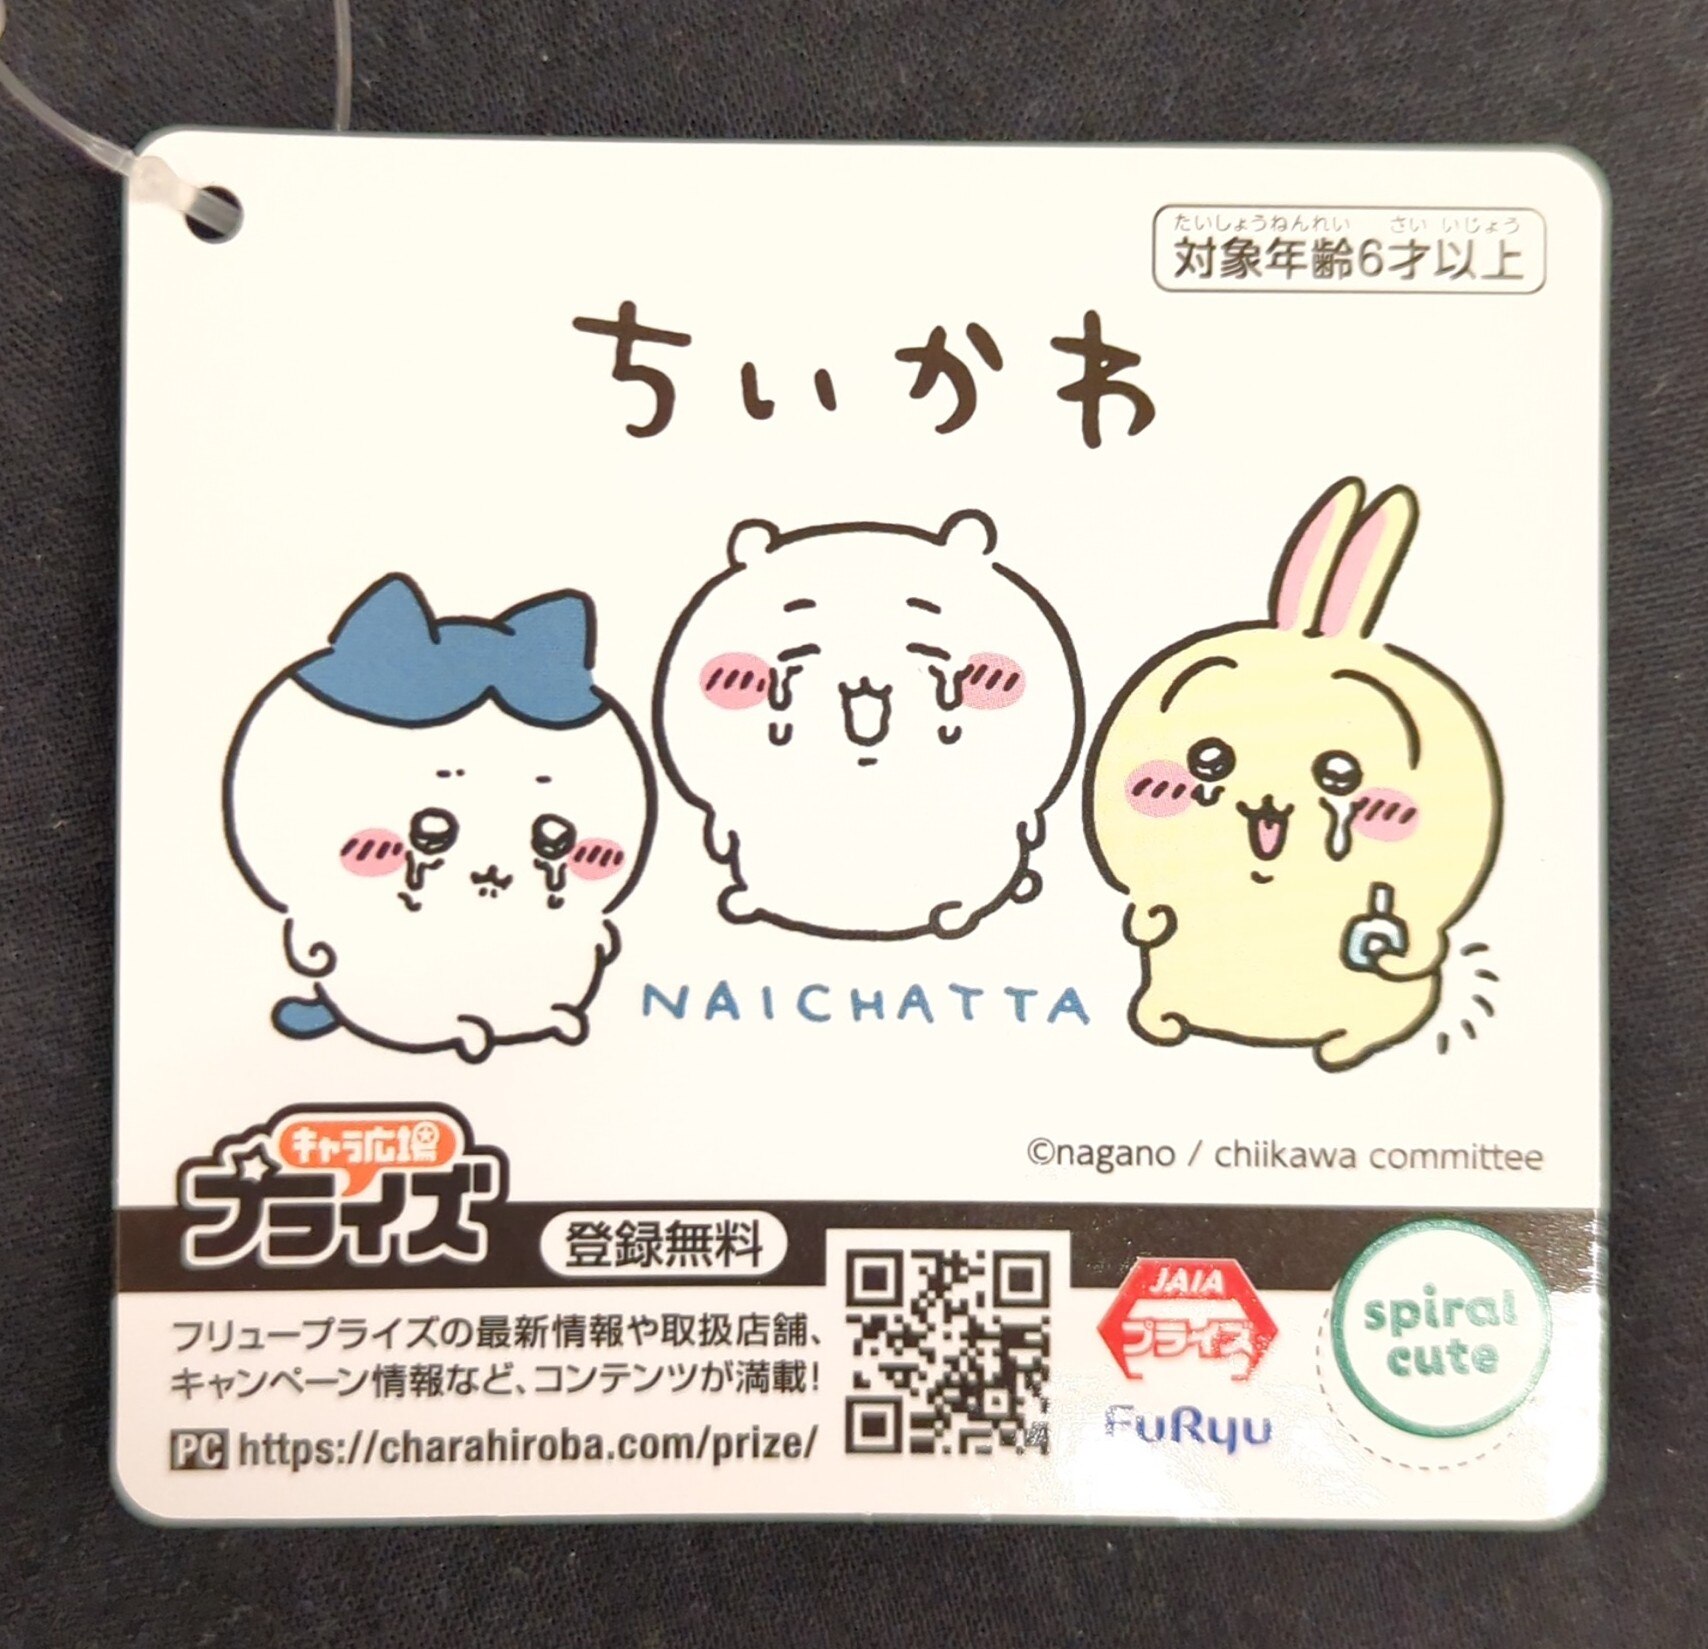 たいしょうねんれい さい いじょう
対象年齢6才以上
ちいかわ
NAICHATTA
©nagano / chiikawa committee
キャラ広場
プライズ
登録無料
フリュープライズの最新情報や取扱店舗、
キャンペーン情報など、コンテンツが満載！
PC https://charahiroba.com/prize/
JAIA
プライズ
FuRyu
spiral
cute